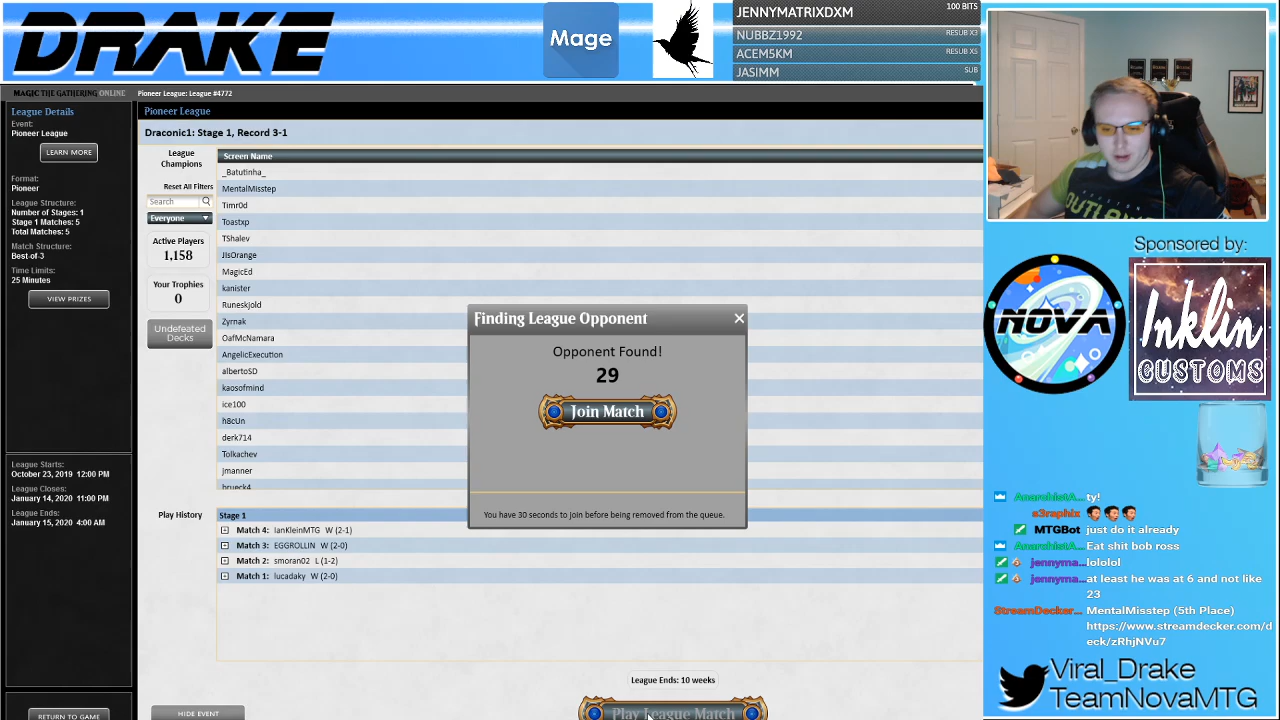 DRAKE
Mage
JENNYMATRIXDXM 100 BITS
NUBBZ1992 RESUB X3
ACEM5KM RESUB X5
JASIMM SUB
MAGIC THE GATHERING ONLINE
Pioneer League: League #4772
League Details
Event:
Pioneer League
LEARN MORE
Format:
Pioneer
League Structure:
Number of Stages: 1
Stage 1 Matches: 5
Total Matches: 5
Match Structure:
Best-of-3
Time Limits:
25 Minutes
VIEW PRIZES
League Starts:
October 23, 2019 12:00 PM
League Closes:
January 14, 2020 11:00 PM
League Ends:
January 15, 2020 4:00 AM
RETURN TO GAME
Pioneer League
Draconic1: Stage 1, Record 3-1
League
Champions
Reset All Filters
Search
Everyone
Active Players
1,158
Your Trophies
0
Undefeated
Decks
Screen Name
_Batutinha_
MentalMisstep
Timr0d
Toastxp
TShalev
JIsOrange
MagicEd
kanister
Runeskjold
Zyrnak
OafMcNamara
AngelicExecution
albertoSD
kaosofmind
ice100
h8cUn
derk714
Tolkachev
Jmanner
brueck4
Finding League Opponent
Opponent Found!
29
Join Match
You have 30 seconds to join before being removed from the queue.
Play History
Stage 1
Match 4: IanKleinMTG W (2-1)
Match 3: EGGROLLIN W (2-0)
Match 2: smoran02 L (1-2)
Match 1: lucadaky W (2-0)
League Ends: 10 weeks
HIDE EVENT
Play League Match
Sponsored by:
NOVA
Inklin
CUSTOMS
AnarchistA... ty!
s3raphix
MTGBot just do it already
AnarchistA... Eat shit bob ross
jennyma... lololol
jennyma... at least he was at 6 and not like
23
StreamDecker... MentalMisstep (5th Place)
https://www.streamdecker.com/d
eck/zRhjNVu7
Viral_Drake
TeamNovaMTG